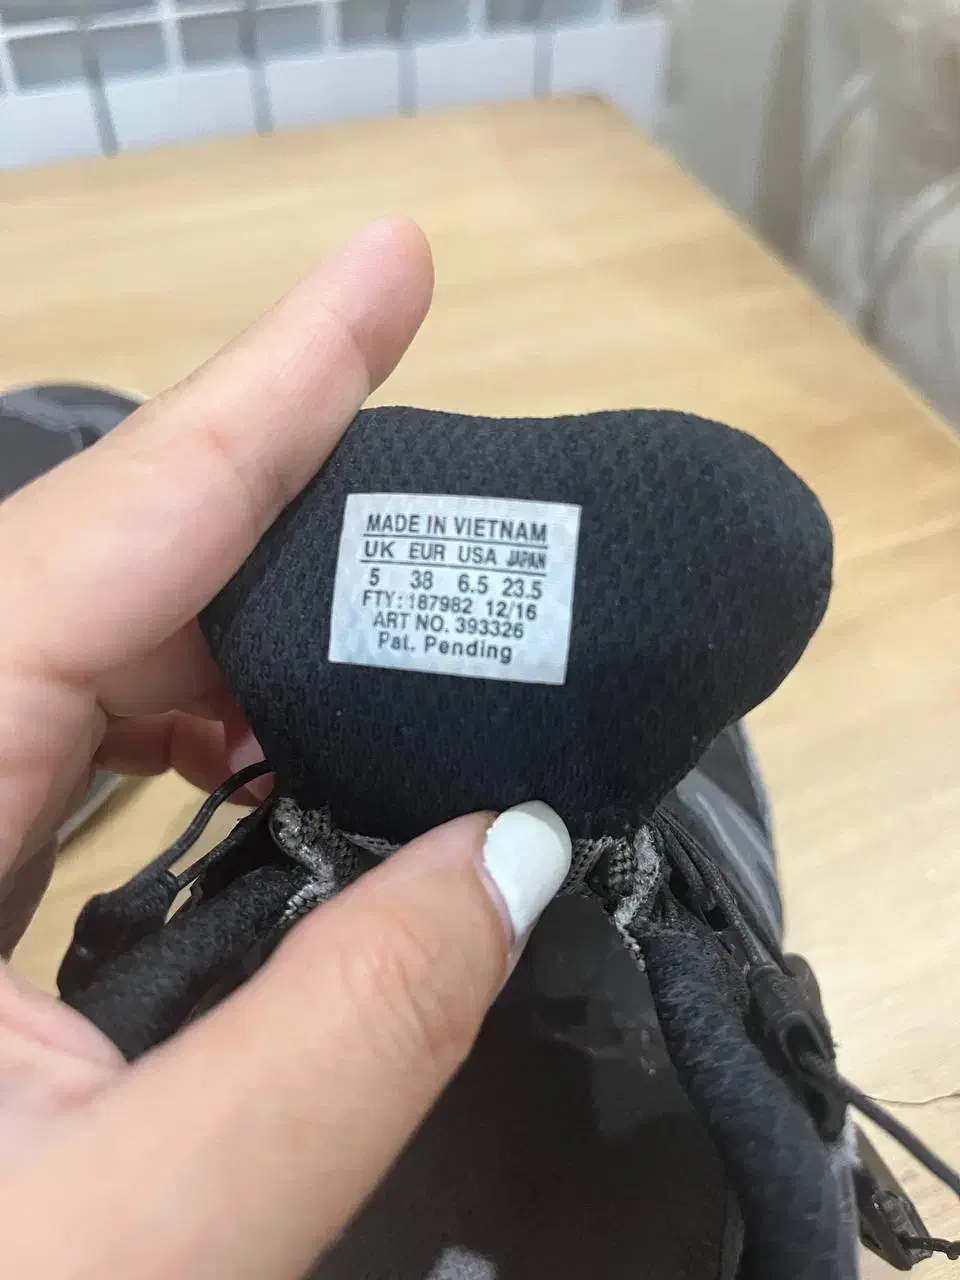 MADE IN VIETNAM
UK EUR USA JAPAN
5 38 6.5 23.5
FTY: 187982 12/16
ART NO. 393326
Pat. Pending